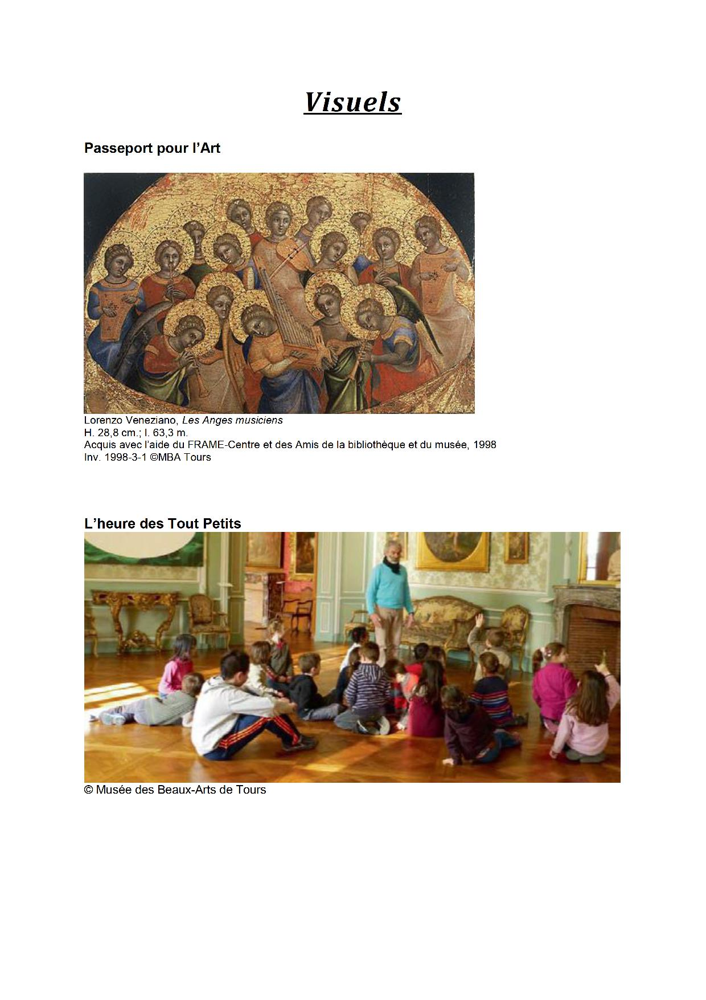 Visuels
Passeport pour l’Art
Lorenzo Veneziano, Les Anges musiciens
H. 28,8 cm.; l. 63,3 m.
Acquis avec l’aide du FRAME-Centre et des Amis de la bibliothèque et du musée, 1998
Inv. 1998-3-1 ©MBA Tours
L’heure des Tout Petits
© Musée des Beaux-Arts de Tours